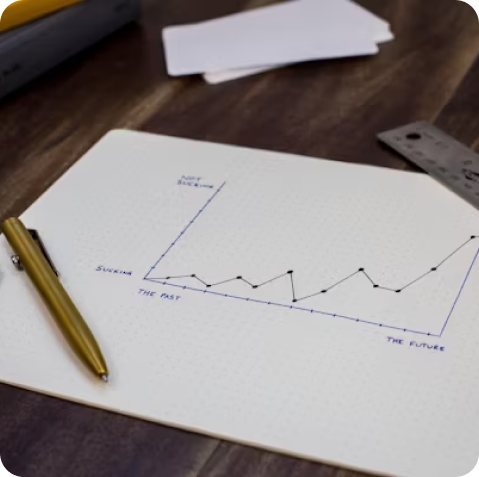 NOT
SUCKING
SUCKING
THE PAST
THE FUTURE